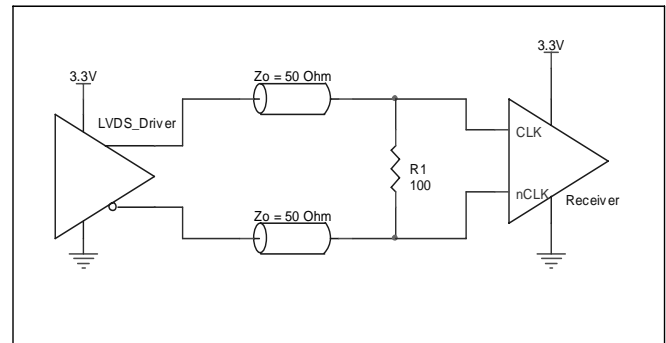 3.3V
LVDS_Driver
Zo = 50 Ohm
Zo = 50 Ohm
R1
100
3.3V
CLK
nCLK
Receiver